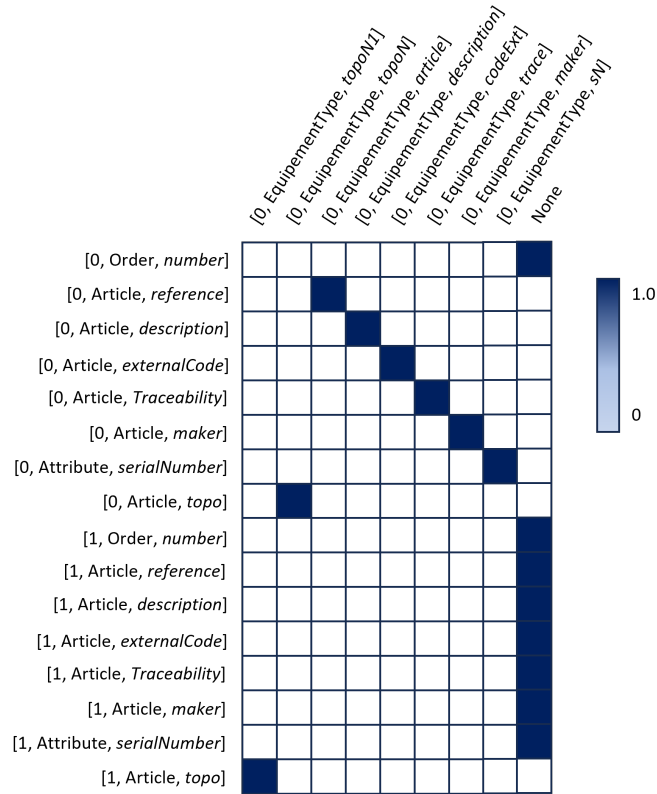 [0, EquipementType, topoN1]
[0, EquipementType, topoN]
[0, EquipementType, article]
[0, EquipementType, description]
[0, EquipementType, codeExt]
[0, EquipementType, trace]
[0, EquipementType, maker]
[0, EquipementType, sN]
None
[0, Order, number]
[0, Article, reference]
[0, Article, description]
[0, Article, externalCode]
[0, Article, Traceability]
[0, Article, maker]
[0, Attribute, serialNumber]
[0, Article, topo]
[1, Order, number]
[1, Article, reference]
[1, Article, description]
[1, Article, externalCode]
[1, Article, Traceability]
[1, Article, maker]
[1, Attribute, serialNumber]
[1, Article, topo]
1.0
0